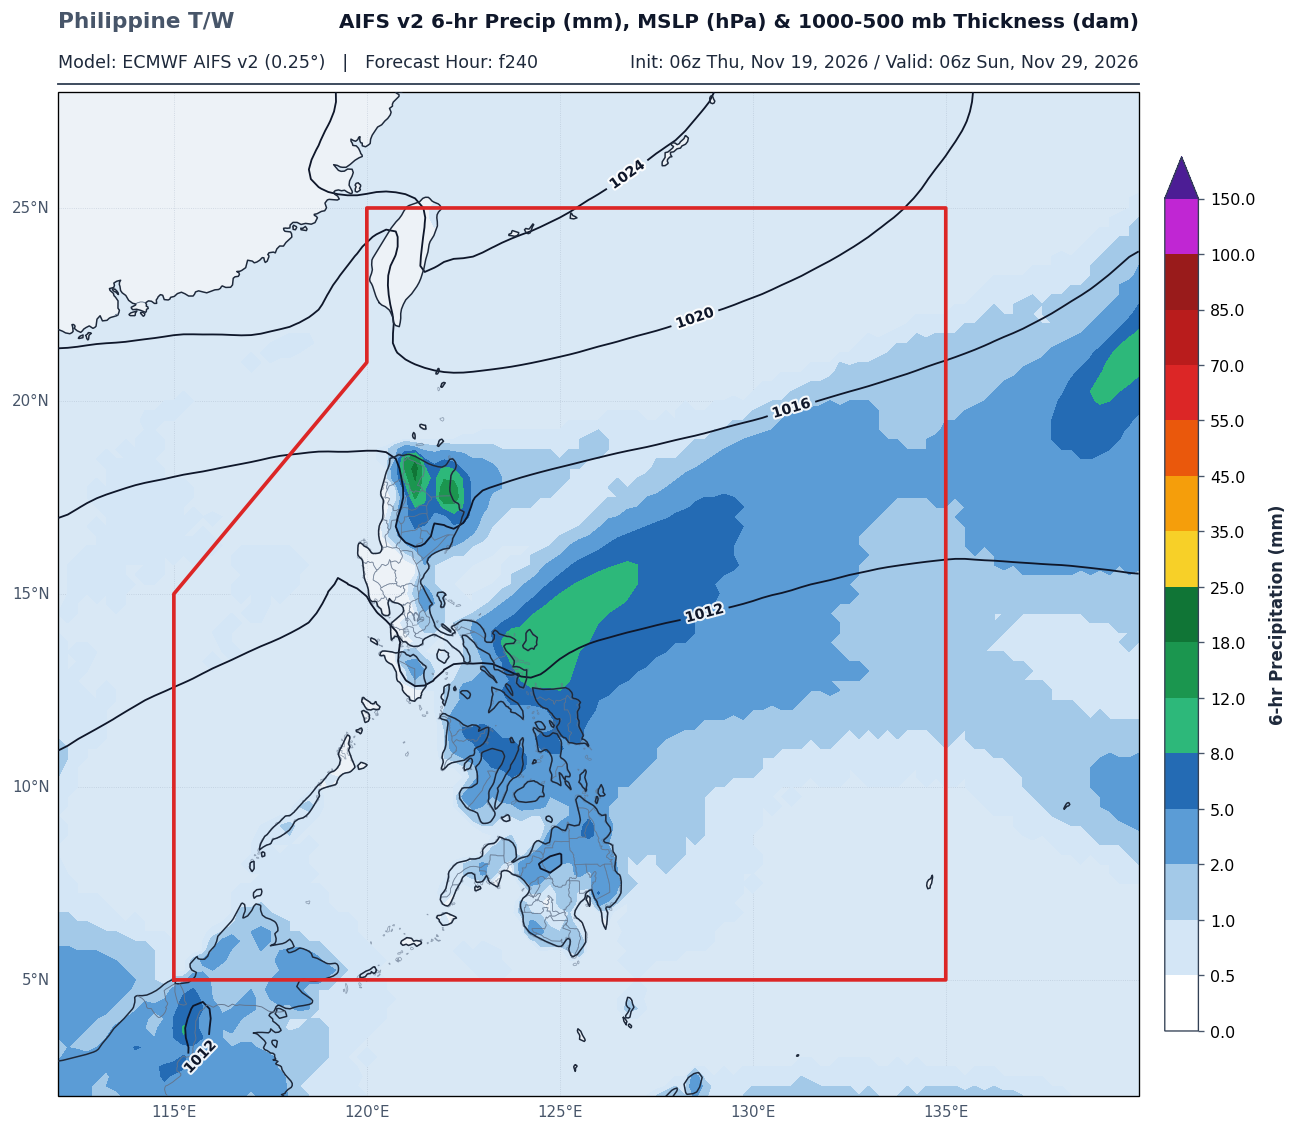 Philippine T/W
AIFS v2 6-hr Precip (mm), MSLP (hPa) & 1000-500 mb Thickness (dam)
Model: ECMWF AIFS v2 (0.25°) | Forecast Hour: f240
Init: 06z Thu, Nov 19, 2026 / Valid: 06z Sun, Nov 29, 2026
1024
1020
1016
1012
1012
25°N
20°N
15°N
10°N
5°N
115°E
120°E
125°E
130°E
135°E
150.0
100.0
85.0
70.0
55.0
45.0
35.0
25.0
18.0
12.0
8.0
5.0
2.0
1.0
0.5
0.0
6-hr Precipitation (mm)